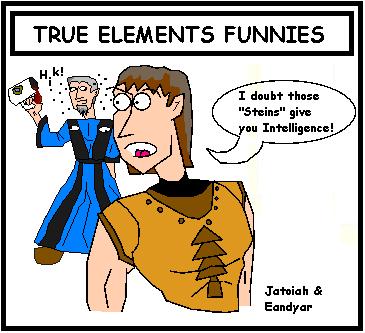 TRUE ELEMENTS FUNNIES
H k!
I doubt those
"Steins" give
you Intelligence!
Jatoiah &
Eandyar